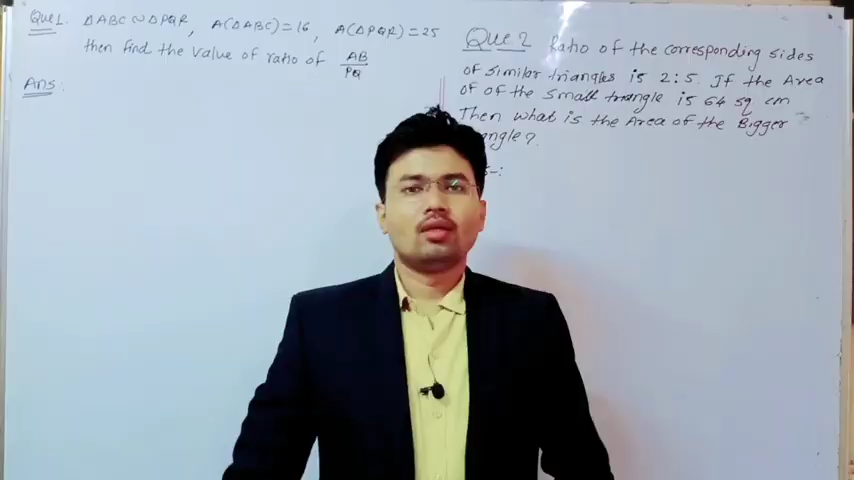 Que 1. ΔABC ~ ΔPQR, A(ΔABC) = 16, A(ΔPQR) = 25
then find the value of ratio of AB/PQ
Ans:
Que 2 Ratio of the corresponding sides
of similar triangles is 2:5. If the Area
of of the small triangle is 64 sq cm
Then what is the Area of the Bigger
angle?